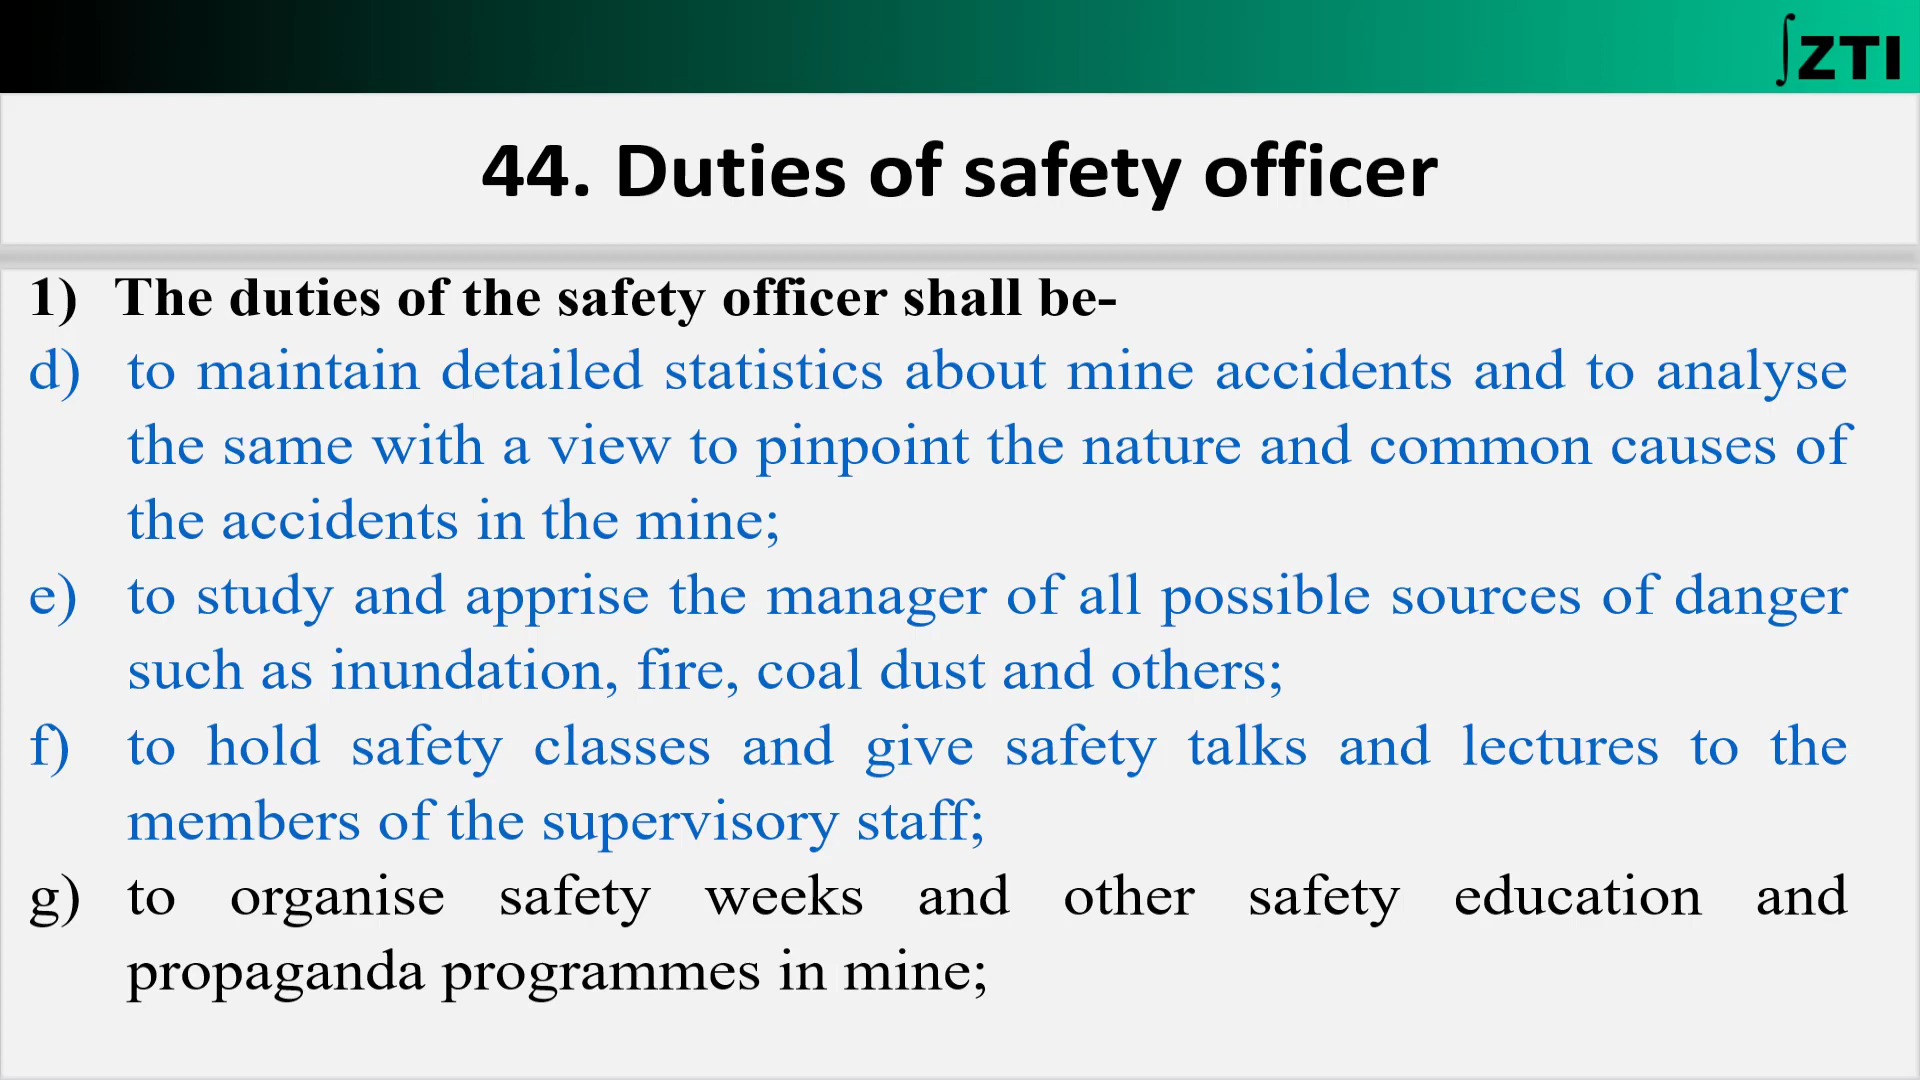 ∫ZTI
44. Duties of safety officer
1) The duties of the safety officer shall be-
d) to maintain detailed statistics about mine accidents and to analyse
the same with a view to pinpoint the nature and common causes of
the accidents in the mine;
e) to study and apprise the manager of all possible sources of danger
such as inundation, fire, coal dust and others;
f) to hold safety classes and give safety talks and lectures to the
members of the supervisory staff;
g) to organise safety weeks and other safety education and
propaganda programmes in mine;